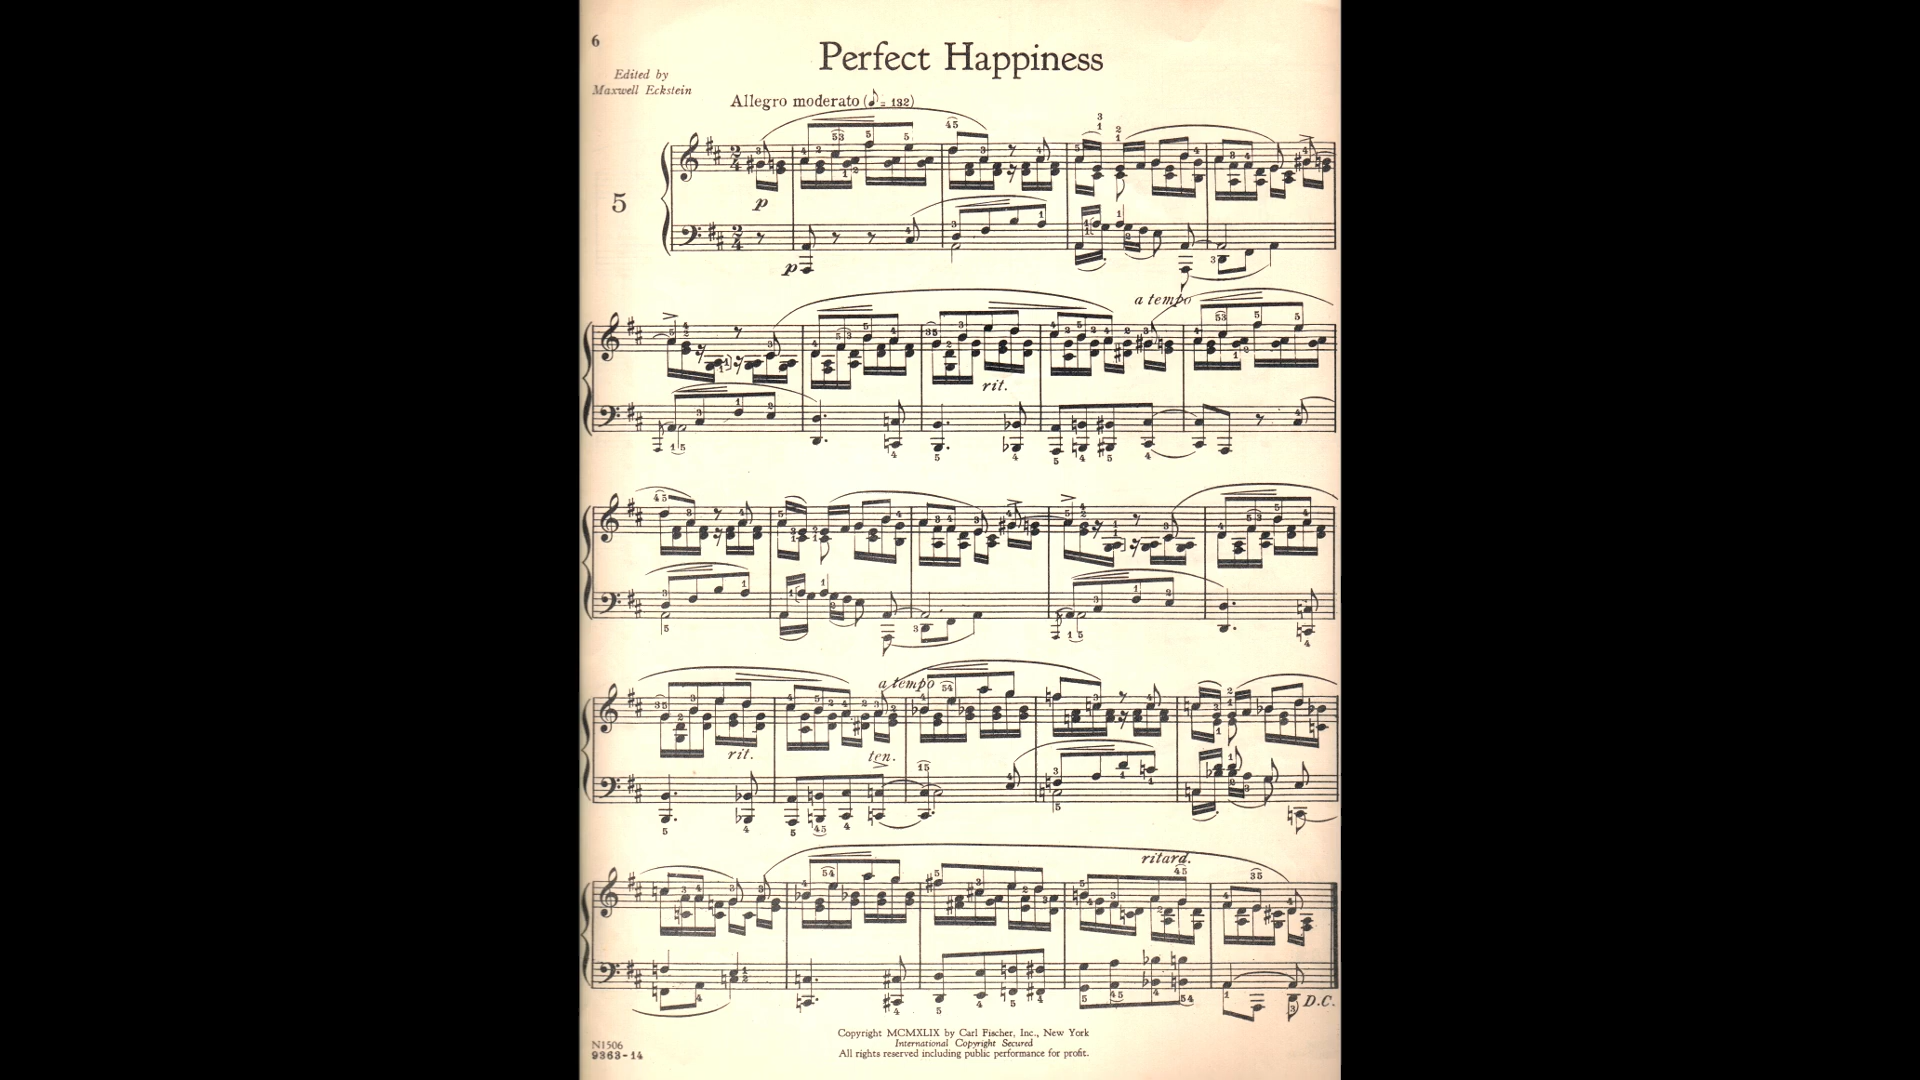 6
Perfect Happiness
Edited by
Maxwell Eckstein
Allegro moderato (♪ = 132)
5
p
p
a tempo
rit.
a tempo
rit.
ten.
ritard.
D.C.
Copyright MCMXLIX by Carl Fischer, Inc., New York
International Copyright Secured
All rights reserved including public performance for profit.
N1506
9363-14